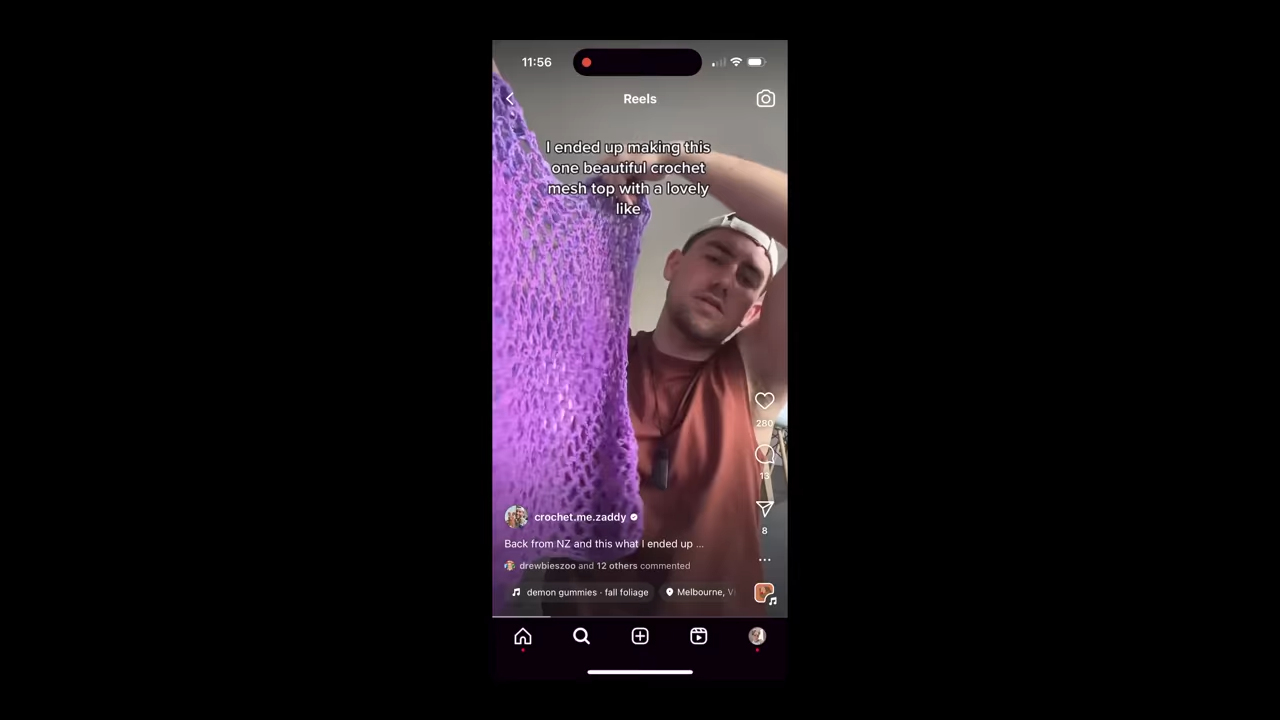 11:56
Reels
I ended up making this
one beautiful crochet
mesh top with a lovely
like
280
13
8
crochet.me.zaddy
Back from NZ and this what I ended up ...
drewbieszoo and 12 others commented
demon gummies · fall foliage
Melbourne, V